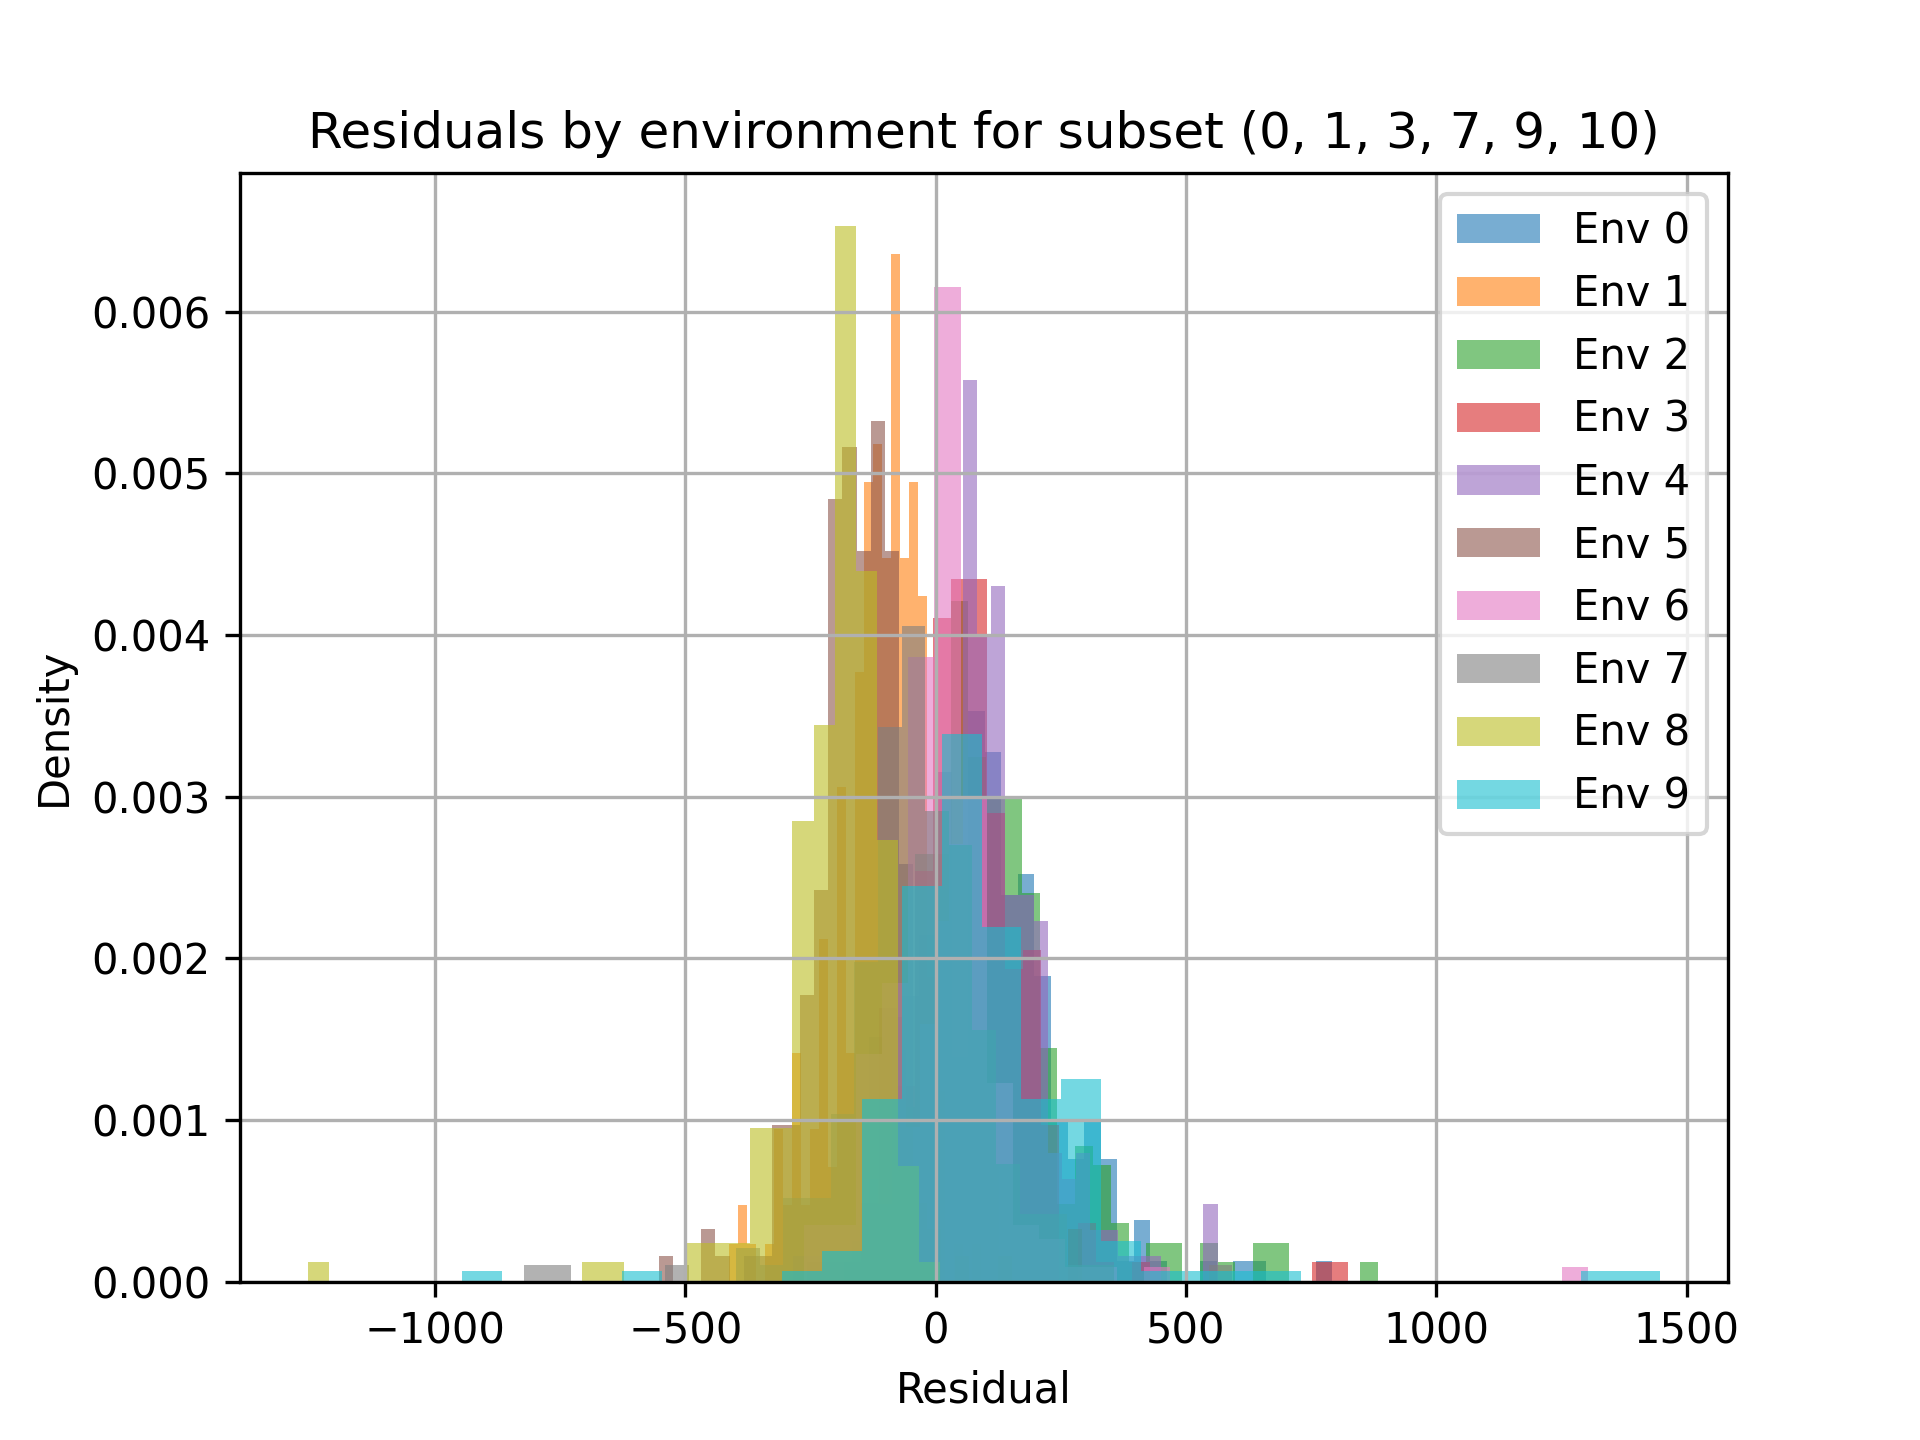 Residuals by environment for subset (0, 1, 3, 7, 9, 10)
Env 0
Env 1
Env 2
Env 3
Env 4
Env 5
Env 6
Env 7
Env 8
Env 9
Density
0.006
0.005
0.004
0.003
0.002
0.001
0.000
−1000 −500 0 500 1000 1500
Residual